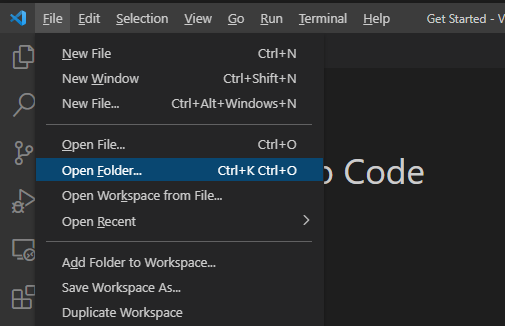 File Edit Selection View Go Run Terminal Help Get Started - V
New File Ctrl+N
New Window Ctrl+Shift+N
New File... Ctrl+Alt+Windows+N
Open File... Ctrl+O
Open Folder... Ctrl+K Ctrl+O
o Code
Open Workspace from File...
Open Recent
Add Folder to Workspace...
Save Workspace As...
Duplicate Workspace